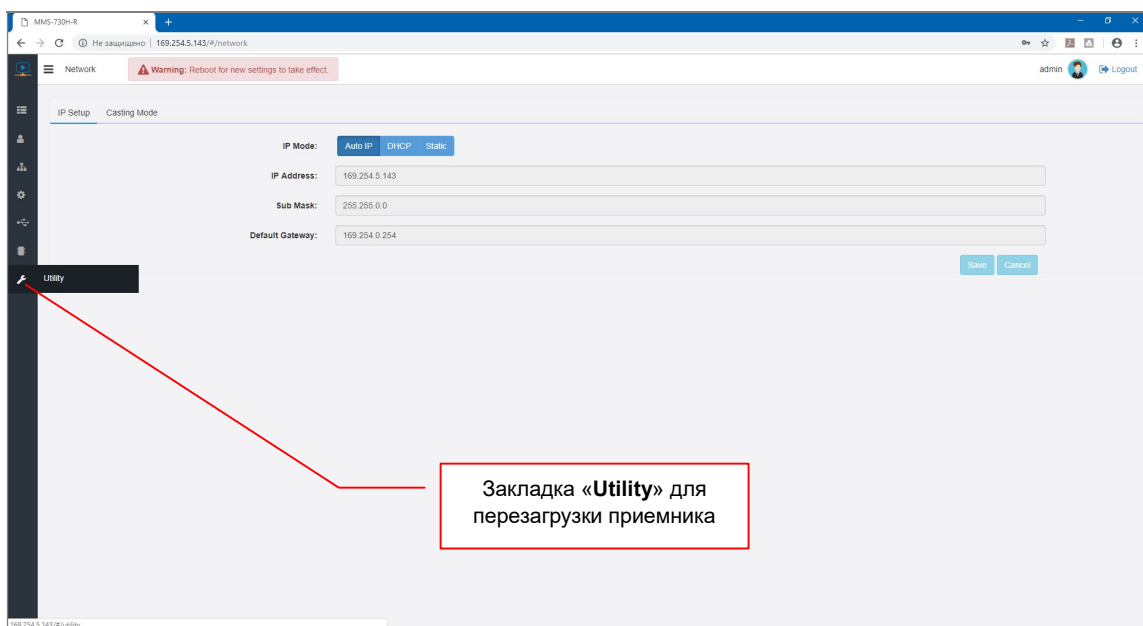 MMS-730H-R
Не защищено | 169.254.5.143/#/network
Network
Warning: Reboot for new settings to take effect.
admin
Logout
IP Setup
Casting Mode
IP Mode:
Auto IP
DHCP
Static
IP Address:
169.254.5.143
Sub Mask:
255.255.0.0
Default Gateway:
169.254.0.254
Save
Cancel
Utility
Закладка «Utility» для
перезагрузки приемника
169.254.5.143/#/utility